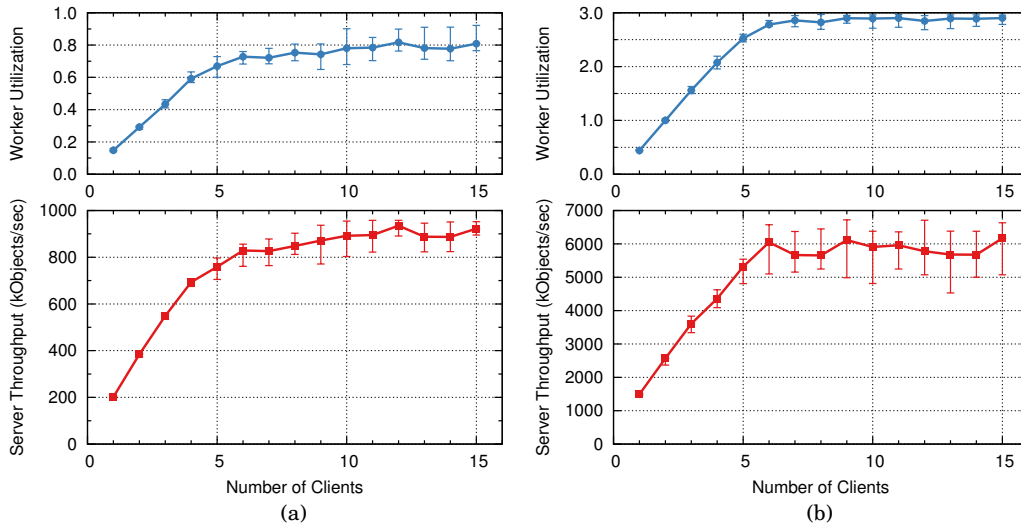 Worker Utilization
1.0
0.8
0.6
0.4
0.2
0.0
0 5 10 15
Server Throughput (kObjects/sec)
1000
800
600
400
200
0
0 5 10 15
Number of Clients
(a)
Worker Utilization
3.0
2.0
1.0
0.0
0 5 10 15
Server Throughput (kObjects/sec)
7000
6000
5000
4000
3000
2000
1000
0
0 5 10 15
Number of Clients
(b)